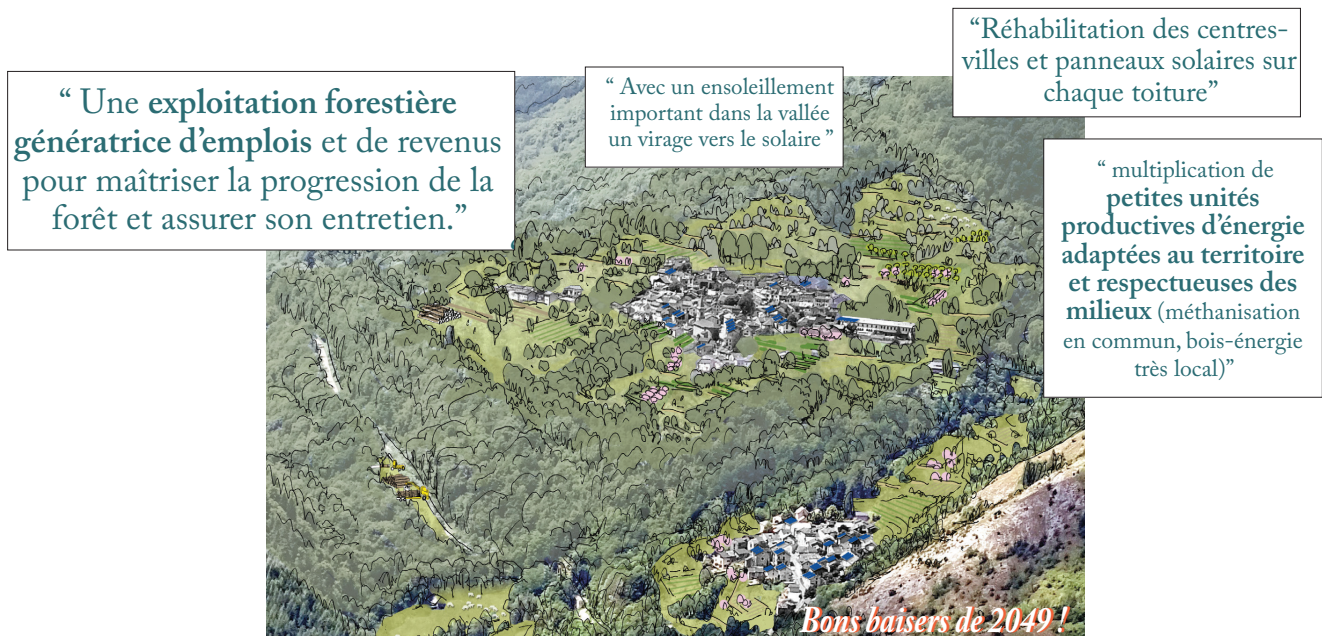 “ Une exploitation forestière
génératrice d’emplois et de revenus
pour maîtriser la progression de la
forêt et assurer son entretien.”
“ Avec un ensoleillement
important dans la vallée
un virage vers le solaire ”
“Réhabilitation des centres-
villes et panneaux solaires sur
chaque toiture”
“ multiplication de
petites unités
productives d’énergie
adaptées au territoire
et respectueuses des
milieux (méthanisation
en commun, bois-énergie
très local)”
Bons baisers de 2049 !